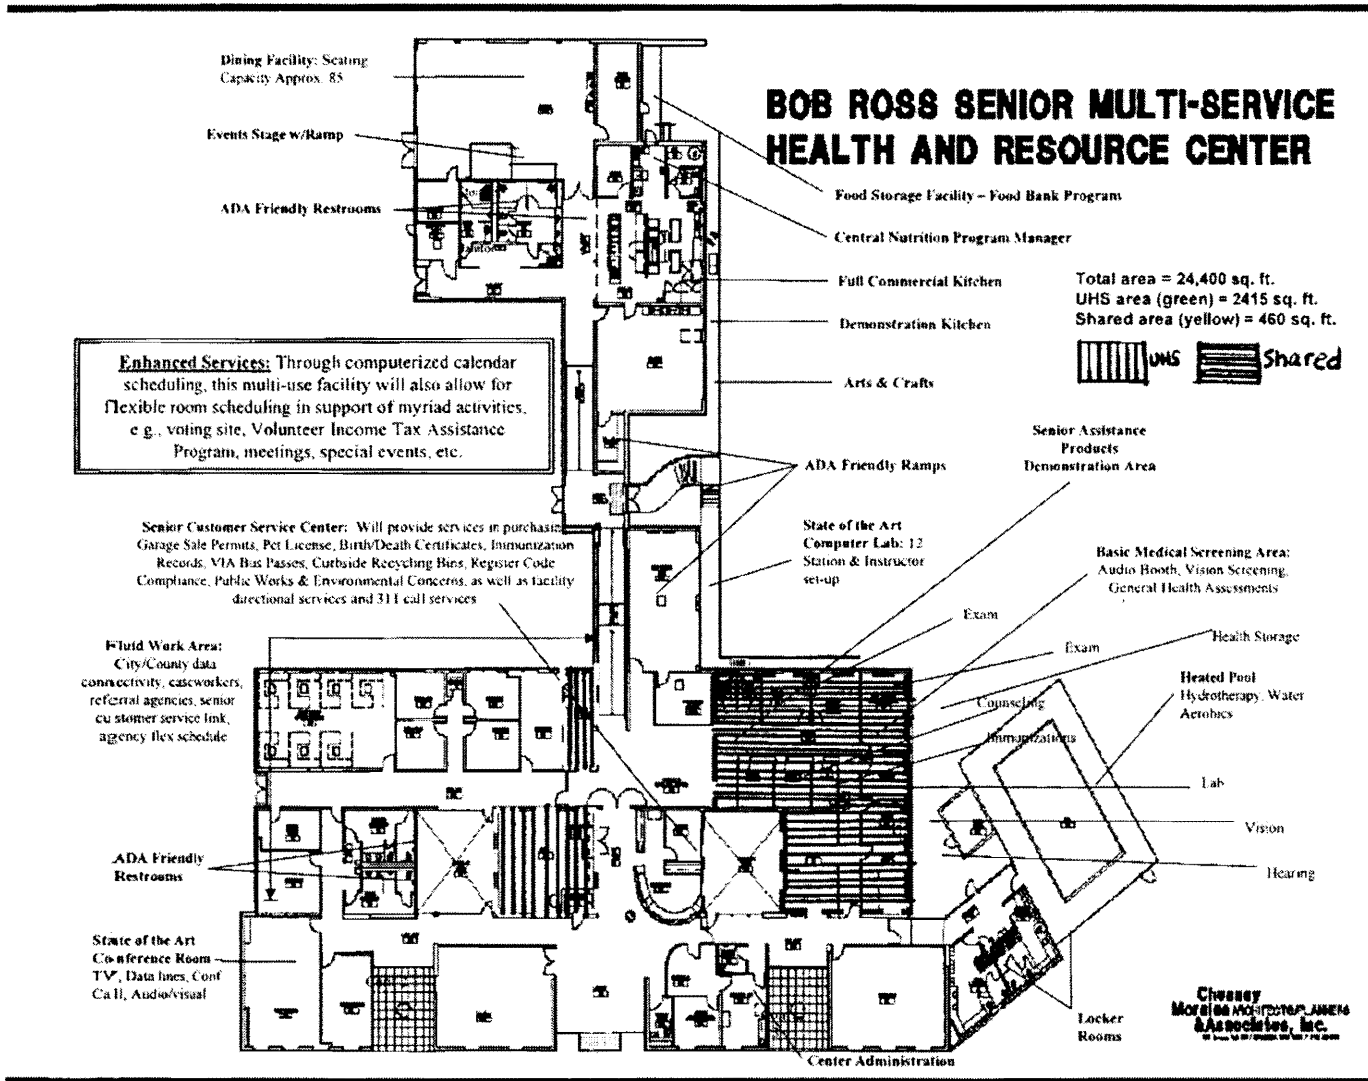 BOB ROSS SENIOR MULTI-SERVICE
HEALTH AND RESOURCE CENTER
Dining Facility: Seating
Capacity Approx. 85
Events Stage w/Ramp
ADA Friendly Restrooms
Food Storage Facility – Food Bank Program
Central Nutrition Program Manager
Full Commercial Kitchen
Demonstration Kitchen
Arts & Crafts
Total area = 24,400 sq. ft.
UHS area (green) = 2415 sq. ft.
Shared area (yellow) = 460 sq. ft.
UHS
Shared
Enhanced Services: Through computerized calendar
scheduling, this multi-use facility will also allow for
flexible room scheduling in support of myriad activities,
e.g., voting site, Volunteer Income Tax Assistance
Program, meetings, special events, etc.
ADA Friendly Ramps
Senior Assistance
Products
Demonstration Area
Senior Customer Service Center: Will provide services in purchasin
Garage Sale Permits, Pet License, Birth/Death Certificates, Immunization
Records, VIA Bus Passes, Curbside Recycling Bins, Register Code
Compliance, Public Works & Environmental Concerns, as well as facility
directional services and 311 call services
State of the Art
Computer Lab: 12
Station & Instructor
set-up
Basic Medical Screening Area:
Audio Booth, Vision Screening,
General Health Assessments
Exam
Exam
Health Storage
Fluid Work Area:
City/County data
connectivity, caseworkers,
referral agencies, senior
customer service link,
agency flex schedule
Heated Pool
Hydrotherapy, Water
Aerobics
Counseling
Immunizations
Lab
Vision
Hearing
ADA Friendly
Restrooms
State of the Art
Conference Room
TV, Data lines, Conf
Call, Audio/visual
Locker
Rooms
Center Administration
Chesney
Morales ARCHITECTS/PLANNERS
& Associates, Inc.